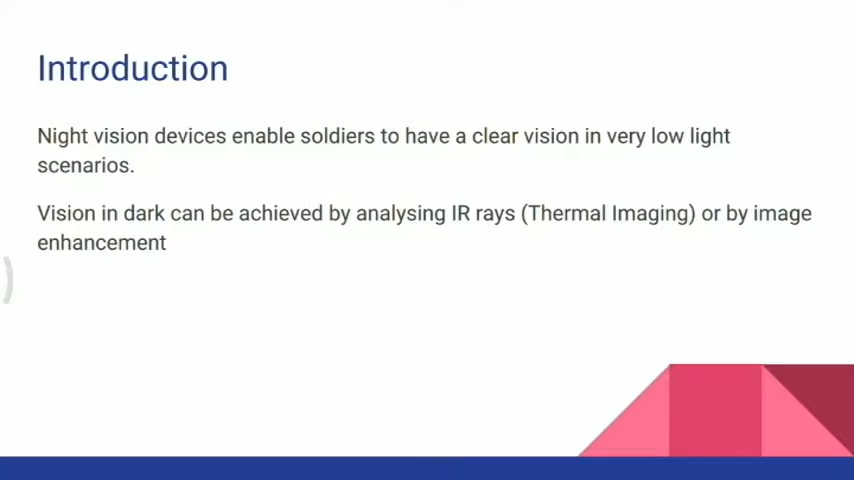 Introduction
Night vision devices enable soldiers to have a clear vision in very low light
scenarios.
Vision in dark can be achieved by analysing IR rays (Thermal Imaging) or by image
enhancement